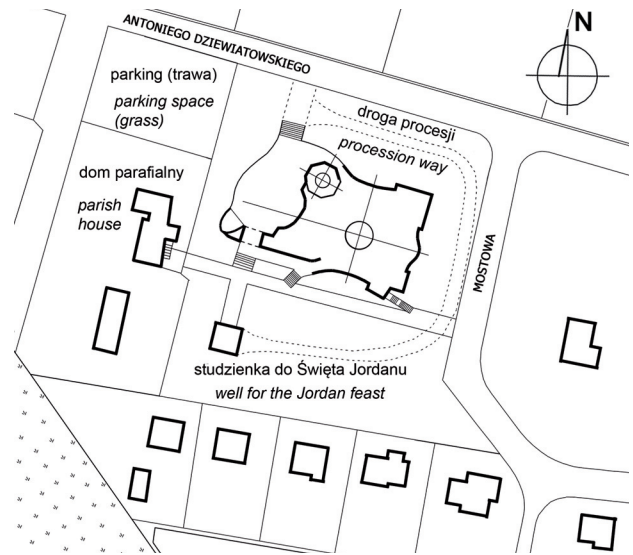 ANTONIEGO DZIEWIATOWSKIEGO
N
parking (trawa)
parking space
(grass)
droga procesji
procession way
dom parafialny
parish
house
MOSTOWA
studzienka do Święta Jordanu
well for the Jordan feast